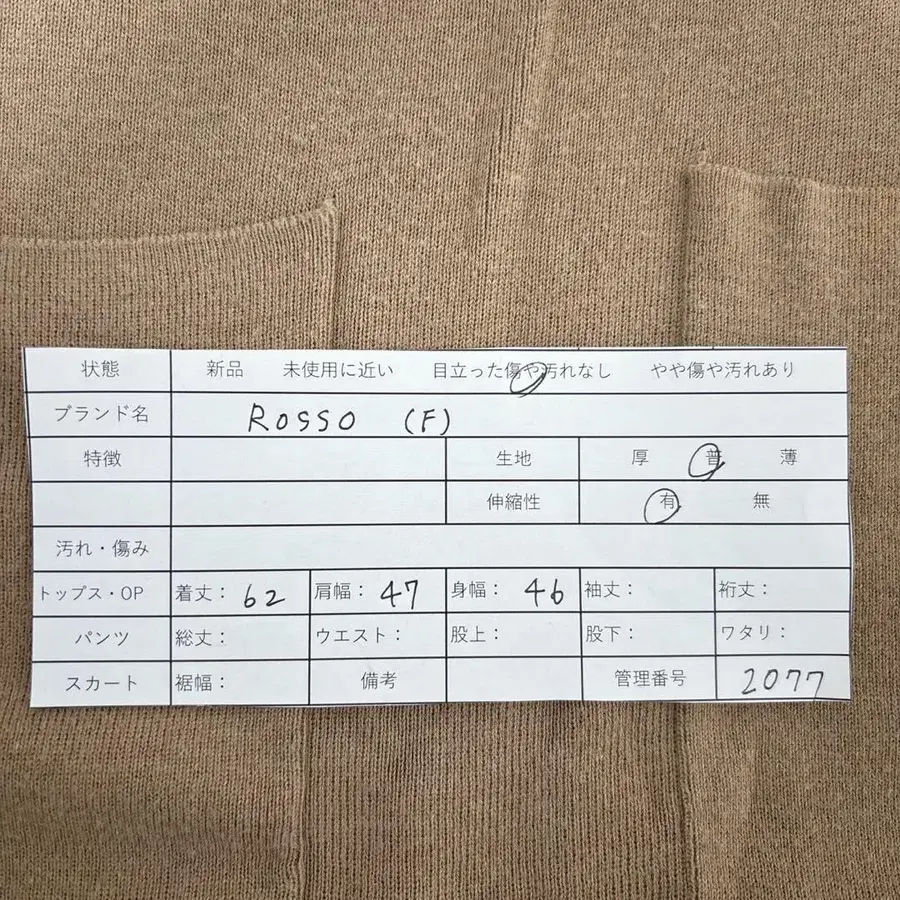 状態 新品 未使用に近い 目立った傷や汚れなし やや傷や汚れあり
ブランド名 ROSSO (F)
特徴 生地 厚 普 薄
伸縮性 有 無
汚れ・傷み
トップス・OP 着丈： 62 肩幅： 47 身幅： 46 袖丈： 裄丈：
パンツ 総丈： ウエスト： 股上： 股下： ワタリ：
スカート 裾幅： 備考 管理番号 2077